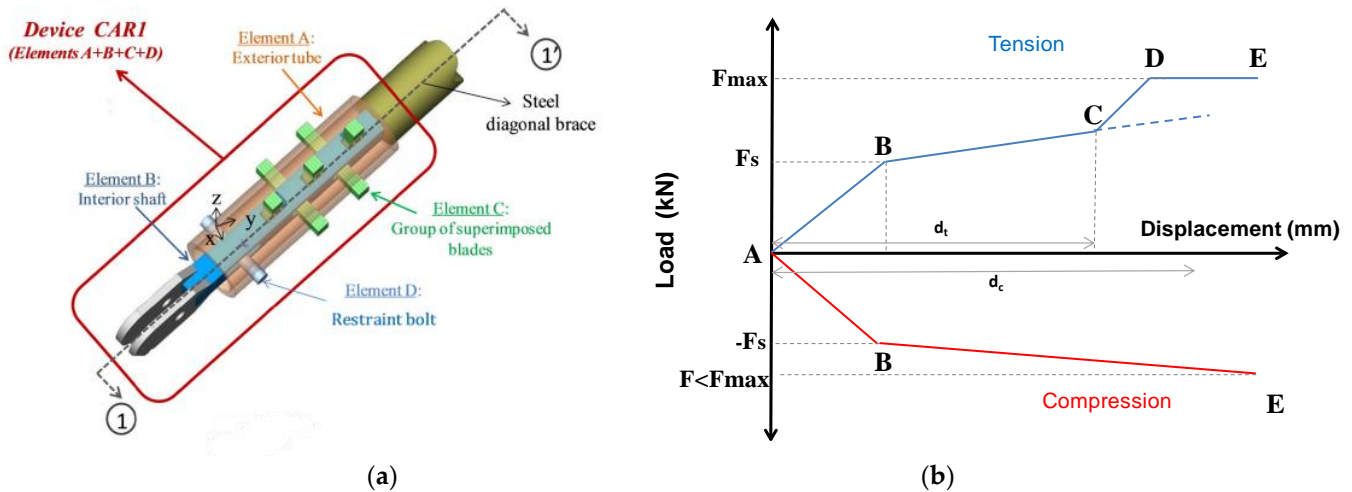 Device CAR1
(Elements A+B+C+D)
Element A:
Exterior tube
1'
Steel
diagonal brace
Element B:
Interior shaft
z
y
x
Element C:
Group of superimposed
blades
Element D:
Restraint bolt
1
(a)
Load (kN)
Tension
Fmax
D
E
C
B
Fs
dt
Displacement (mm)
A
dc
-Fs
B
F<Fmax
Compression
E
(b)